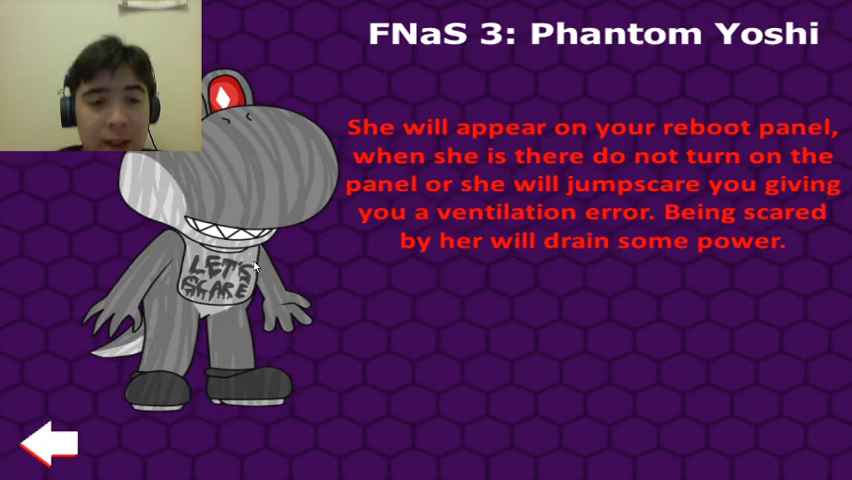 FNaS 3: Phantom Yoshi
She will appear on your reboot panel,
when she is there do not turn on the
panel or she will jumpscare you giving
you a ventilation error. Being scared
by her will drain some power.
LET'S
SCARE